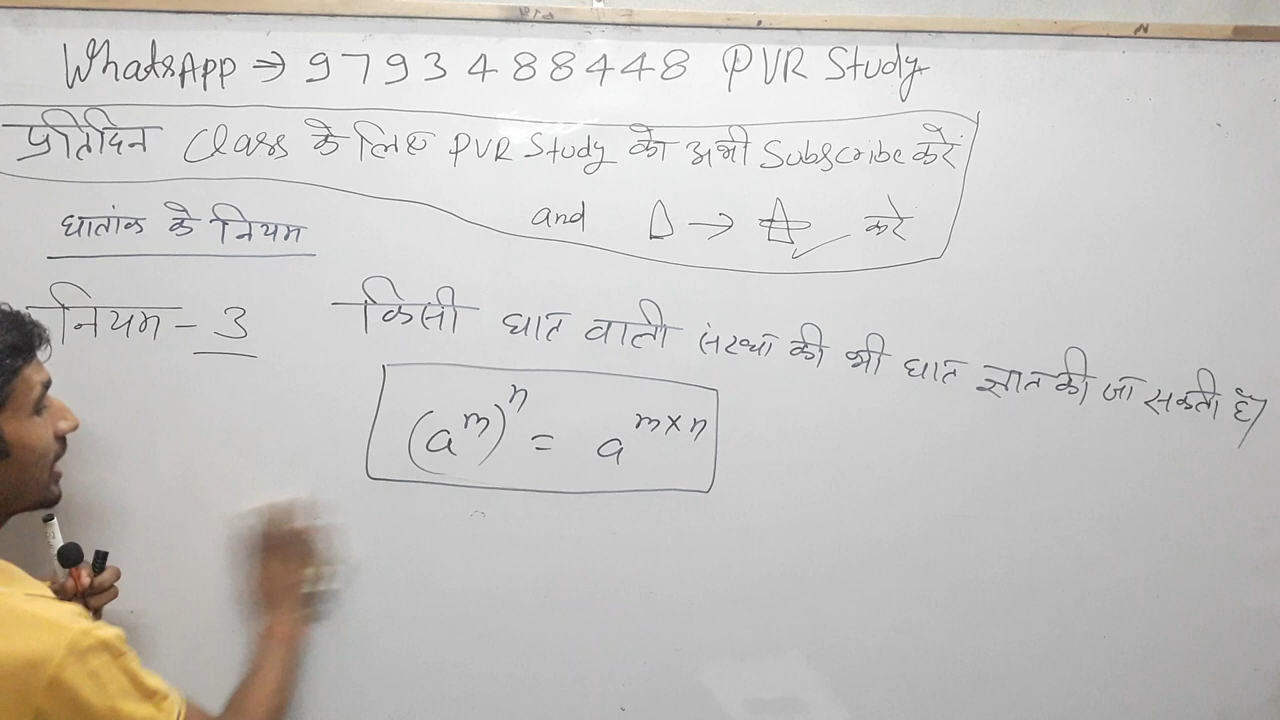 WhatsApp → 9793488448 PVR Study
प्रतिदिन Class के लिए PVR Study को अभी Subscribe करें
and → करे
घातांक के नियम
नियम - 3 किसी घात वाली संख्या की भी घात ज्ञात की जा सकती है।
(a^m)^n = a^{m×n}